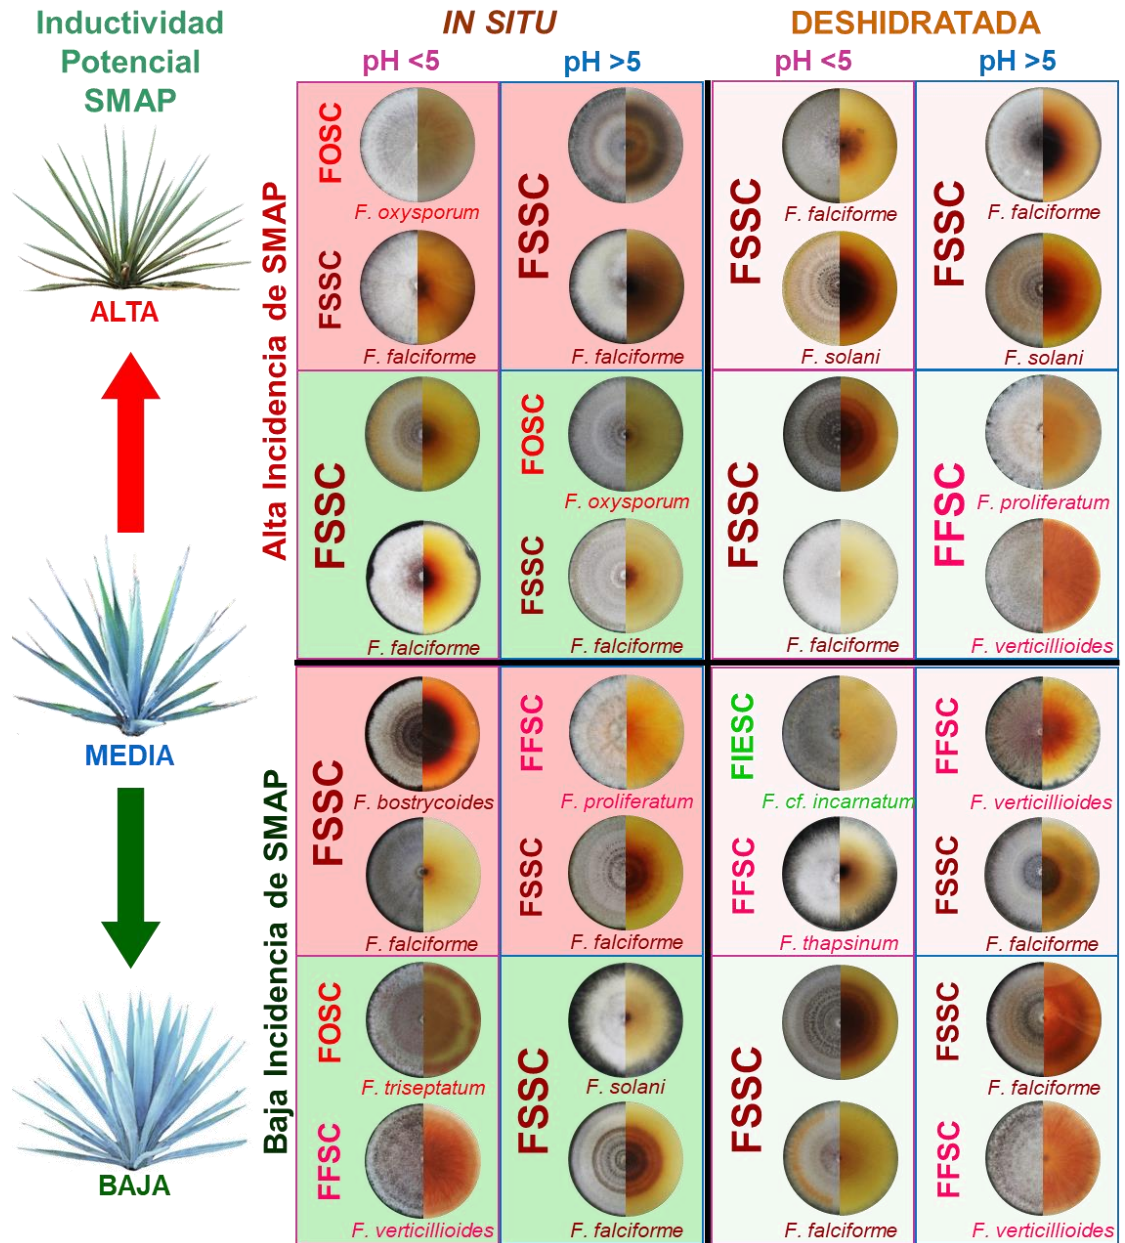 Inductividad
Potencial
SMAP
IN SITU
DESHIDRATADA
pH <5
pH >5
pH <5
pH >5
ALTA
MEDIA
BAJA
Alta Incidencia de SMAP
Baja Incidencia de SMAP
FOSC
F. oxysporum
FSSC
F. falciforme
FSSC
F. falciforme
FSSC
F. falciforme
F. solani
FSSC
F. falciforme
F. solani
FSSC
F. falciforme
FOSC
F. oxysporum
FSSC
F. falciforme
FSSC
F. falciforme
FFSC
F. proliferatum
F. verticillioides
FSSC
F. bostrycoides
F. falciforme
FFSC
F. proliferatum
FSSC
F. falciforme
FIESC
F. cf. incarnatum
FFSC
F. thapsinum
FFSC
F. verticillioides
FSSC
F. falciforme
FOSC
F. triseptatum
FFSC
F. verticillioides
FSSC
F. solani
F. falciforme
FSSC
F. falciforme
FSSC
F. falciforme
FFSC
F. verticillioides